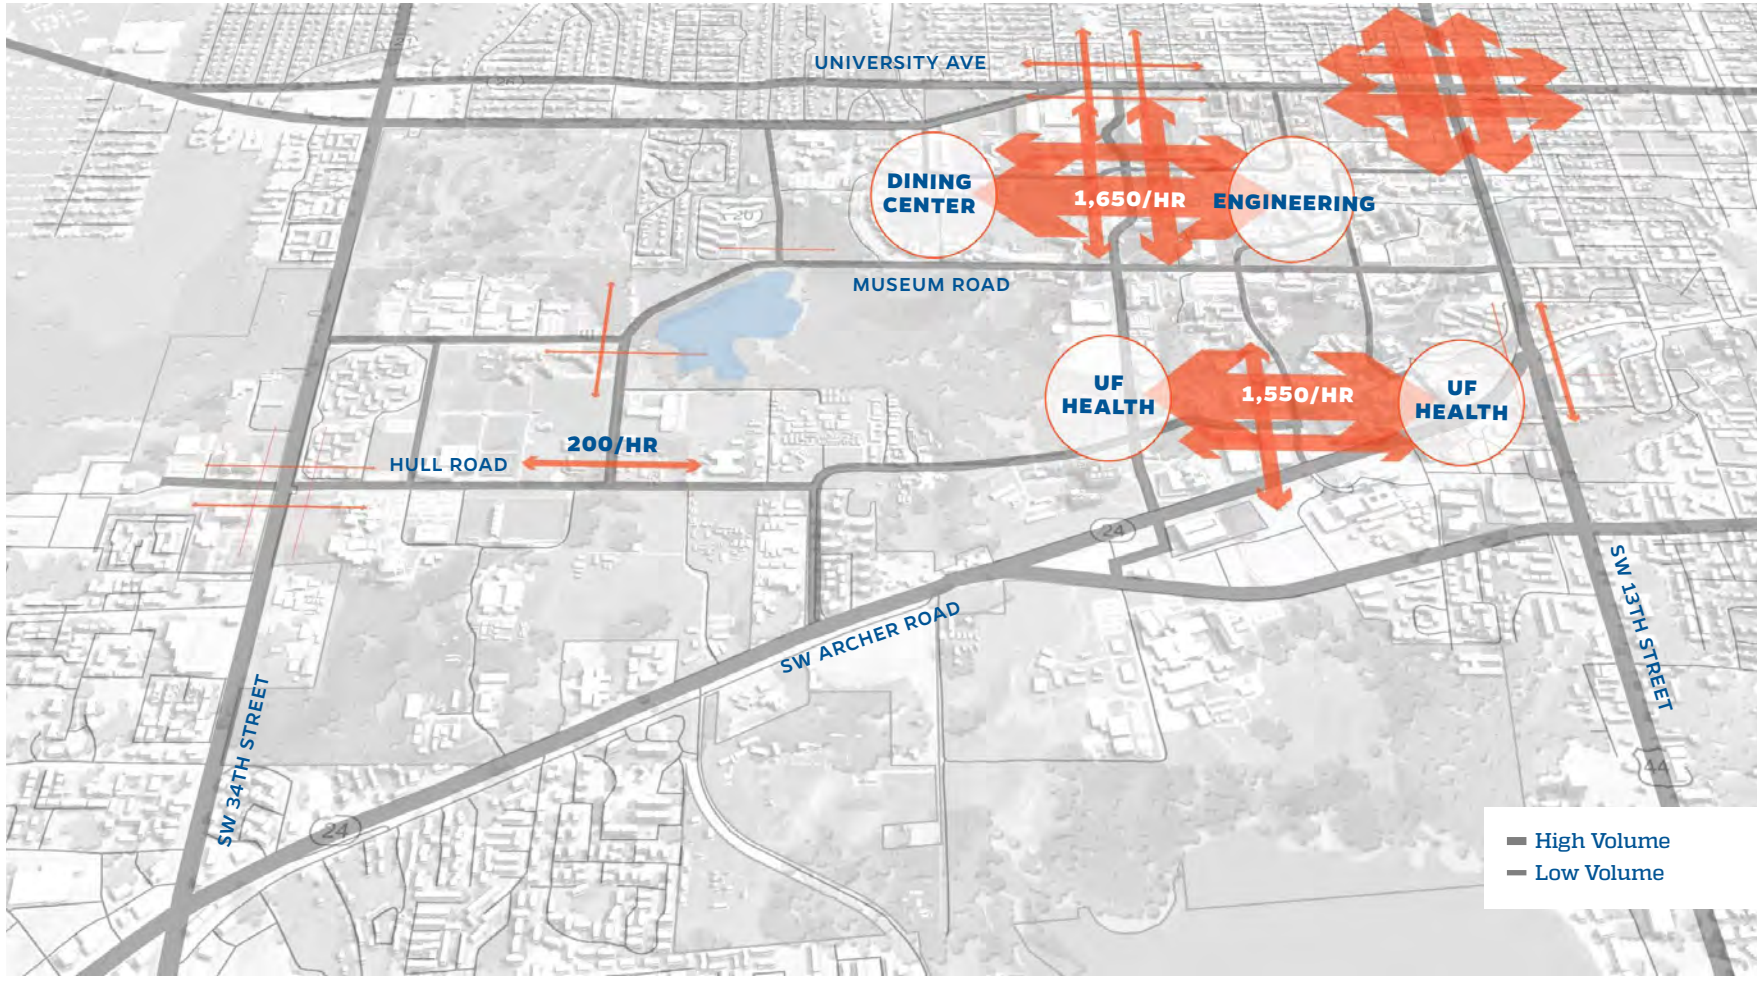 UNIVERSITY AVE
26
DINING
CENTER
1,650/HR
ENGINEERING
MUSEUM ROAD
UF
HEALTH
1,550/HR
UF
HEALTH
200/HR
HULL ROAD
24
SW ARCHER ROAD
SW 13TH STREET
SW 34TH STREET
24
High Volume
Low Volume